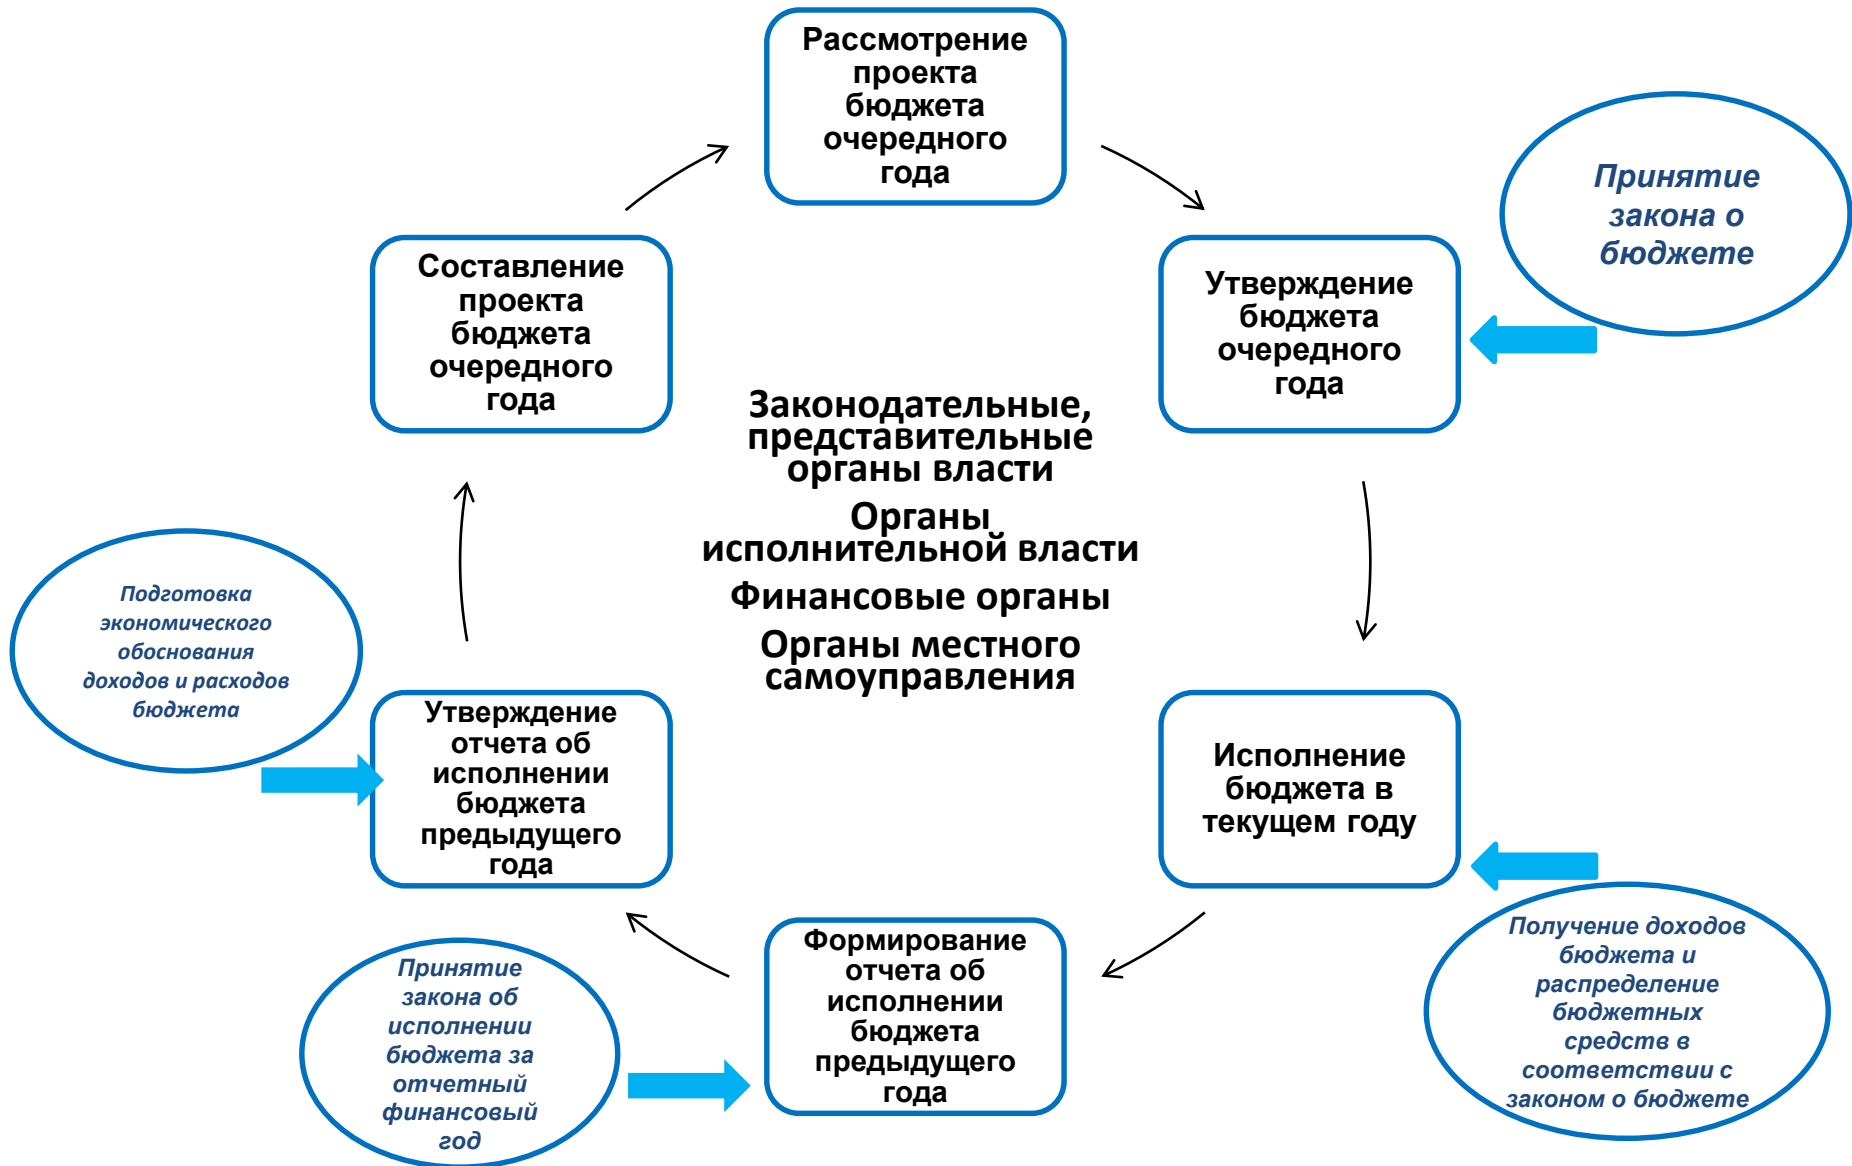 Рассмотрение
проекта
бюджета
очередного
года
Принятие
закона о
бюджете
Составление
проекта
бюджета
очередного
года
Утверждение
бюджета
очередного
года
Законодательные,
представительные
органы власти
Органы
исполнительной власти
Финансовые органы
Органы местного
самоуправления
Подготовка
экономического
обоснования
доходов и расходов
бюджета
Утверждение
отчета об
исполнении
бюджета
предыдущего
года
Исполнение
бюджета в
текущем году
Формирование
отчета об
исполнении
бюджета
предыдущего
года
Принятие
закона об
исполнении
бюджета за
отчетный
финансовый
год
Получение доходов
бюджета и
распределение
бюджетных
средств в
соответствии с
законом о бюджете